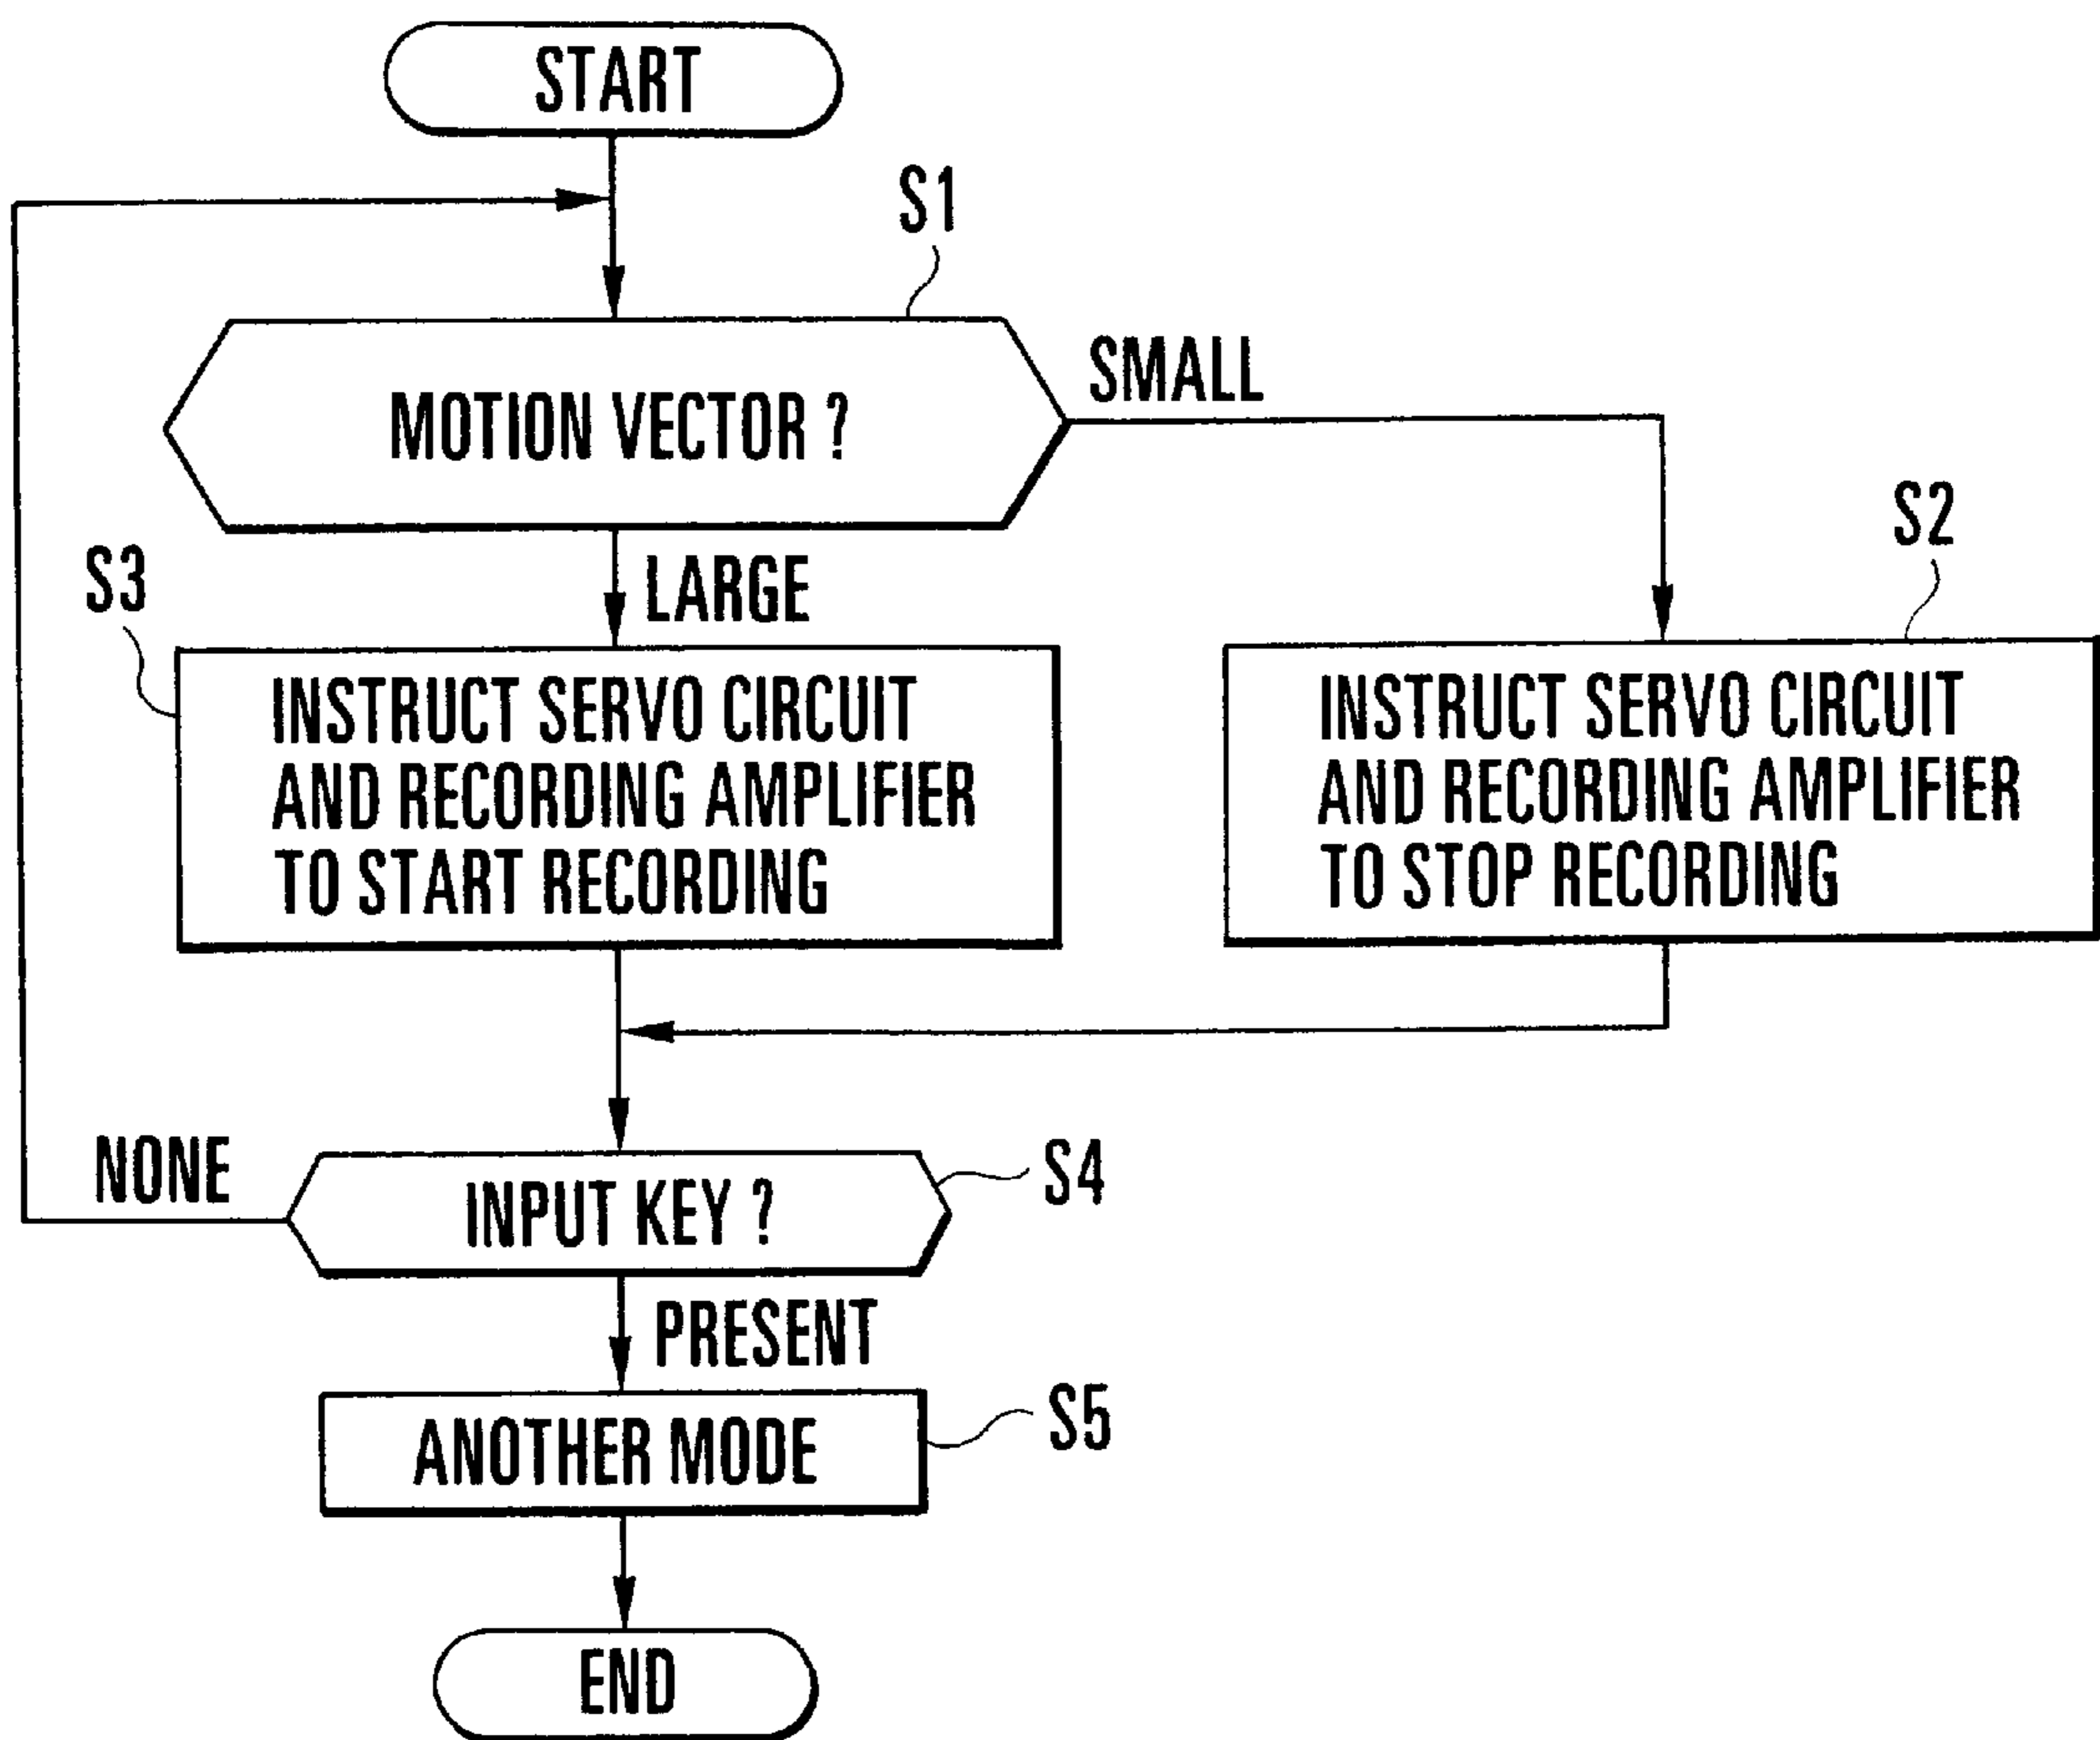 START
S1
MOTION VECTOR ?
SMALL
LARGE
S3
INSTRUCT SERVO CIRCUIT
AND RECORDING AMPLIFIER
TO START RECORDING
S2
INSTRUCT SERVO CIRCUIT
AND RECORDING AMPLIFIER
TO STOP RECORDING
NONE
INPUT KEY ?
S4
PRESENT
ANOTHER MODE
S5
END